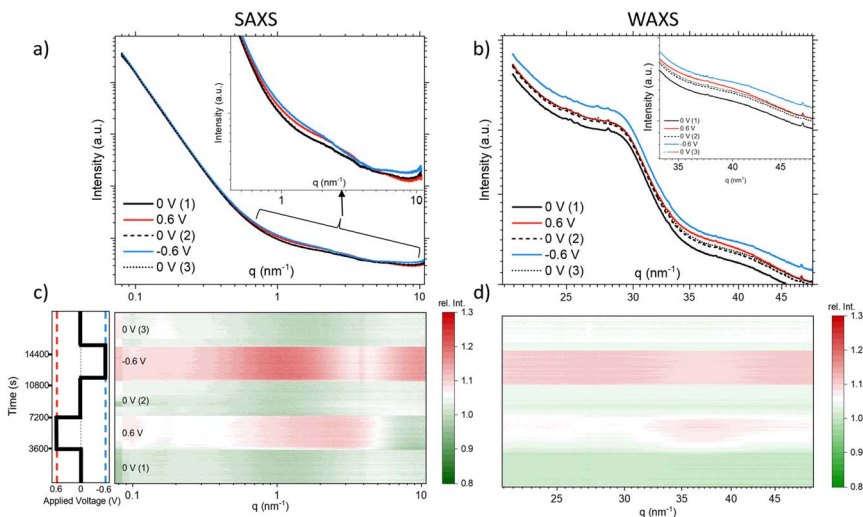 SAXS
WAXS
a)
Intensity (a.u.)
Intensity (a.u.)
1
10
q (nm⁻¹)
0 V (1)
0.6 V
0 V (2)
-0.6 V
0 V (3)
0.1
1
10
q (nm⁻¹)
b)
Intensity (a.u.)
Intensity (a.u.)
0 V (1)
0.6 V
0 V (2)
-0.6 V
0 V (3)
35
40
45
q (nm⁻¹)
0 V (1)
0.6 V
0 V (2)
-0.6 V
0 V (3)
25
30
35
40
45
q (nm⁻¹)
c)
Time (s)
14400
10800
7200
3600
0.6
0
-0.6
Applied Voltage (V)
0 V (3)
-0.6 V
0 V (2)
0.6 V
0 V (1)
0.1
1
10
q (nm⁻¹)
rel. Int.
1.3
1.2
1.1
1.0
0.9
0.8
d)
25
30
35
40
45
q (nm⁻¹)
rel. Int.
1.3
1.2
1.1
1.0
0.9
0.8